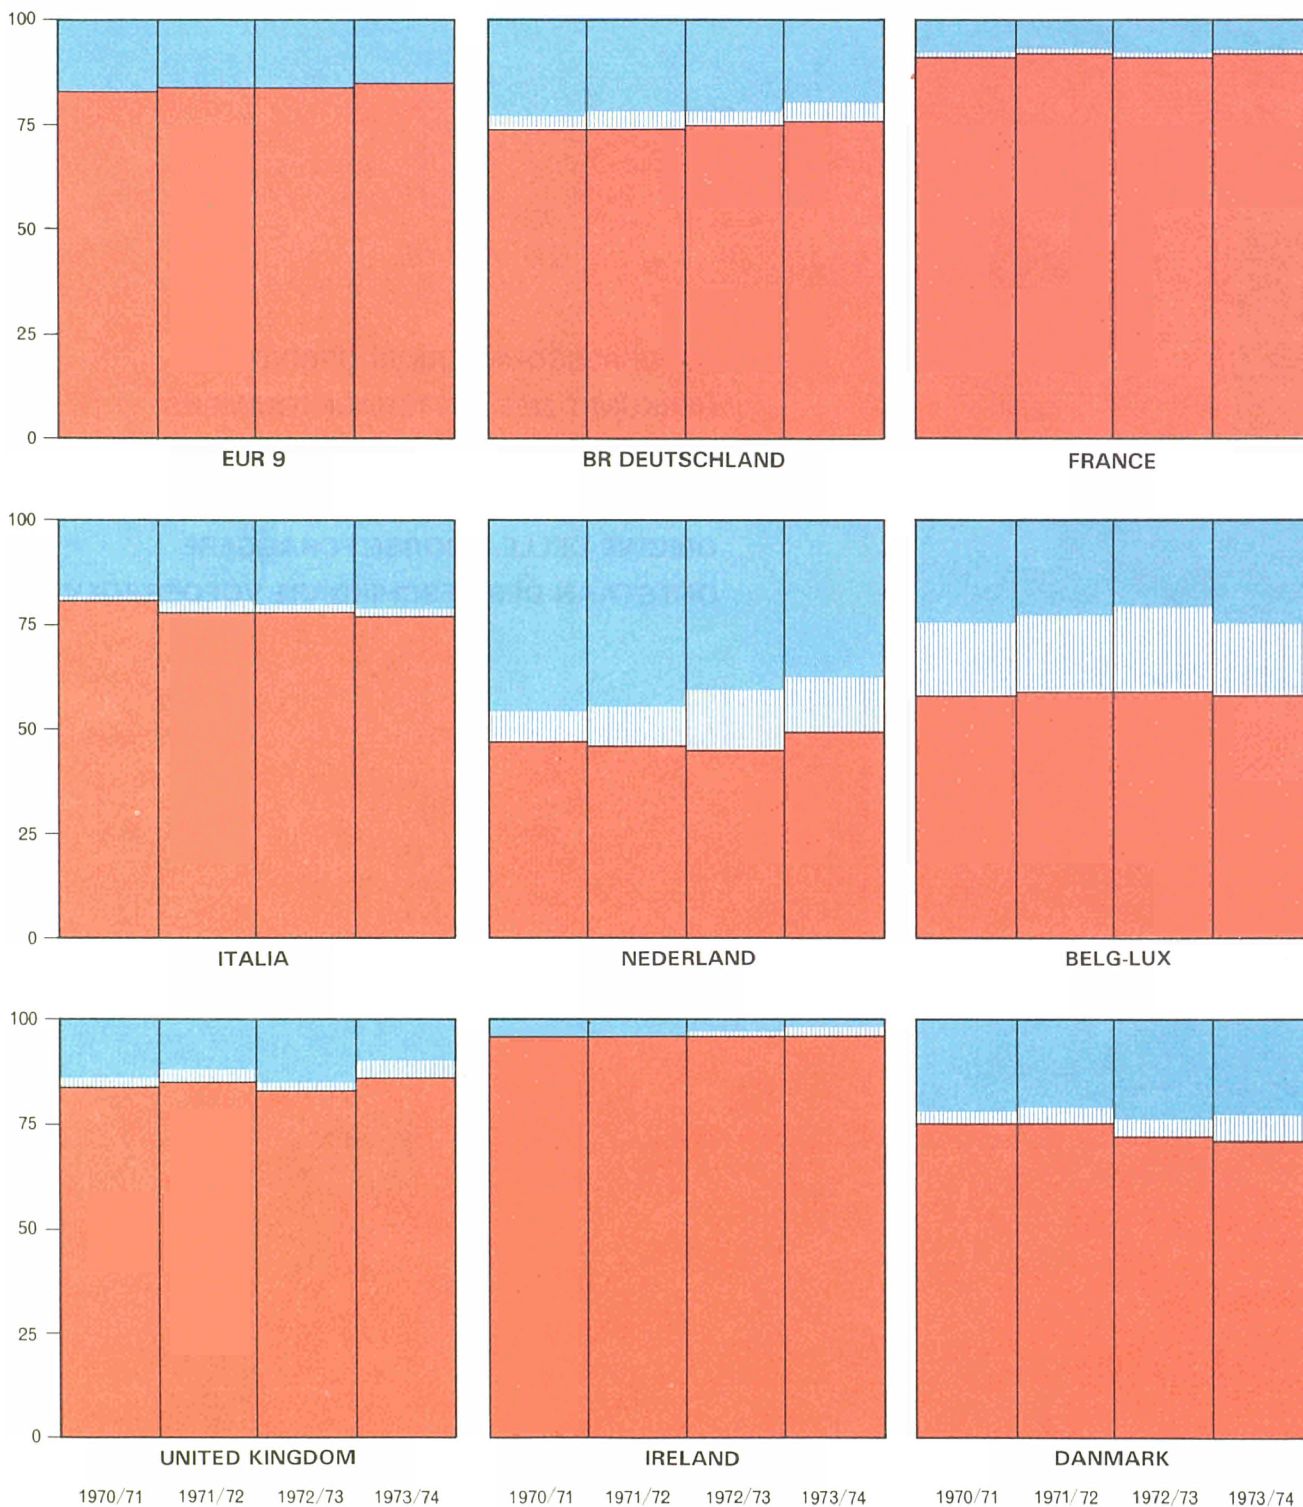 100
75
50
25
0
EUR 9
BR DEUTSCHLAND
FRANCE
100
75
50
25
0
ITALIA
NEDERLAND
BELG-LUX
100
75
50
25
0
UNITED KINGDOM
IRELAND
DANMARK
1970/71 1971/72 1972/73 1973/74 1970/71 1971/72 1972/73 1973/74 1970/71 1971/72 1972/73 1973/74